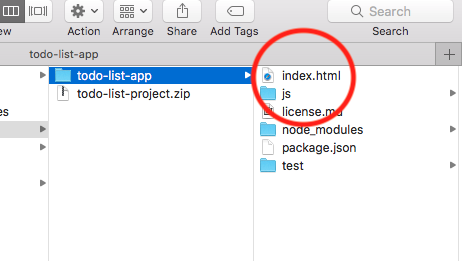 ew
Action
Arrange
Share
Add Tags
Search
todo-list-app
todo-list-app
index.html
todo-list-project.zip
js
license.md
es
node_modules
package.json
test